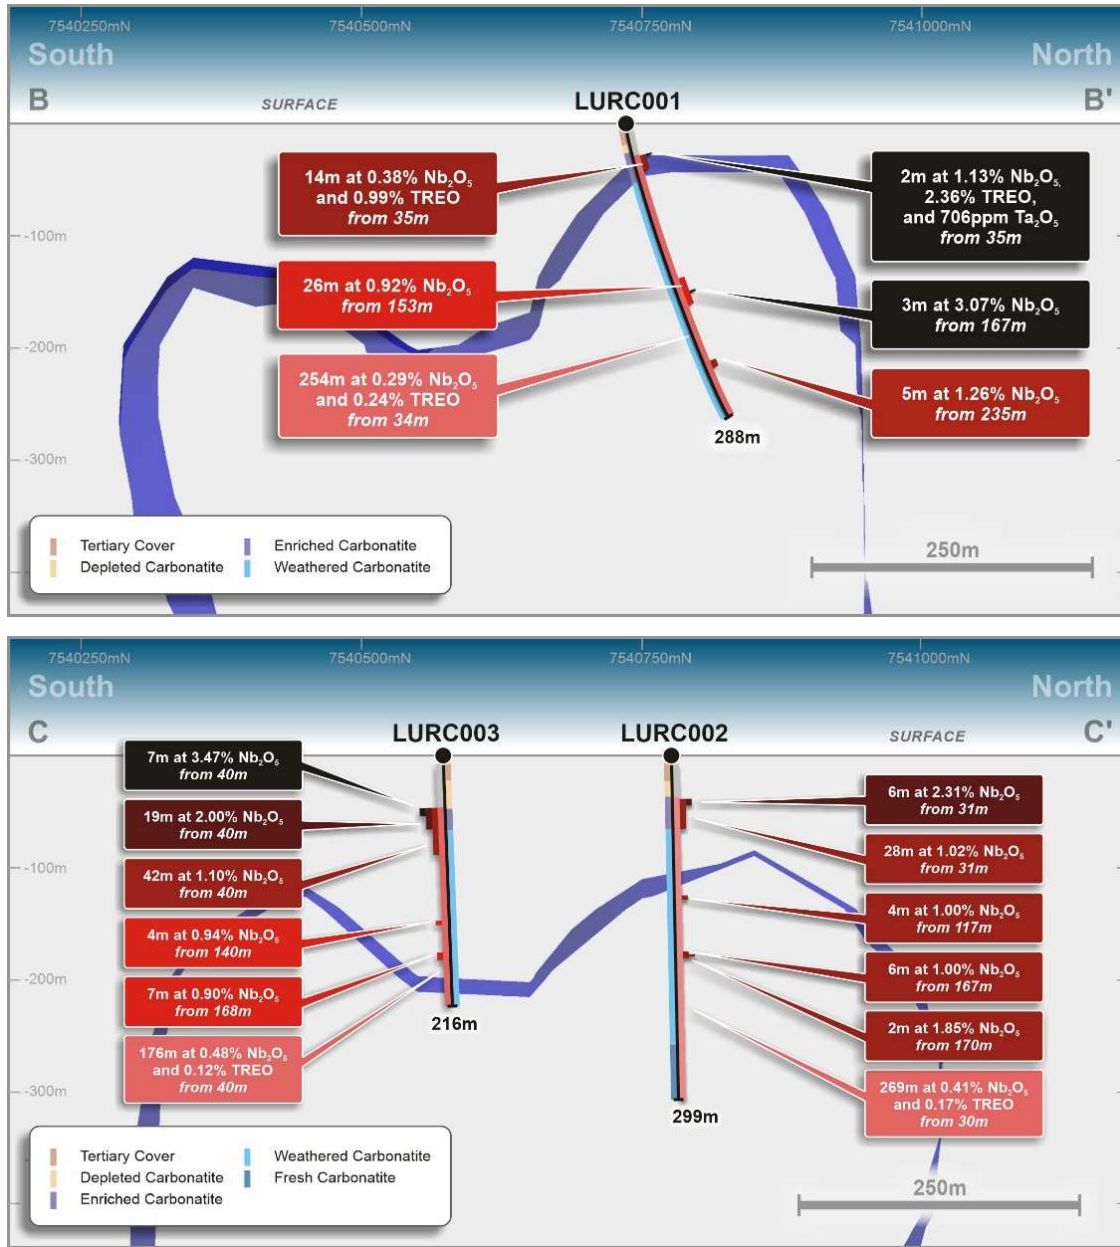 7540250mN 7540500mN 7540750mN 7541000mN
South North
B SURFACE LURC001 B'
14m at 0.38% Nb₂O₅
and 0.99% TREO
from 35m
2m at 1.13% Nb₂O₅,
2.36% TREO,
and 706ppm Ta₂O₅
from 35m
-100m
26m at 0.92% Nb₂O₅
from 153m
3m at 3.07% Nb₂O₅
from 167m
-200m
254m at 0.29% Nb₂O₅
and 0.24% TREO
from 34m
5m at 1.26% Nb₂O₅
from 235m
288m
-300m
Tertiary Cover
Depleted Carbonatite
Enriched Carbonatite
Weathered Carbonatite
250m
7540250mN 7540500mN 7540750mN 7541000mN
South North
C LURC003 LURC002 SURFACE C'
7m at 3.47% Nb₂O₅
from 40m
19m at 2.00% Nb₂O₅
from 40m
42m at 1.10% Nb₂O₅
from 40m
4m at 0.94% Nb₂O₅
from 140m
7m at 0.90% Nb₂O₅
from 168m
176m at 0.48% Nb₂O₅
and 0.12% TREO
from 40m
6m at 2.31% Nb₂O₅
from 31m
28m at 1.02% Nb₂O₅
from 31m
4m at 1.00% Nb₂O₅
from 117m
6m at 1.00% Nb₂O₅
from 167m
2m at 1.85% Nb₂O₅
from 170m
269m at 0.41% Nb₂O₅
and 0.17% TREO
from 30m
-100m
-200m
-300m
216m
299m
Tertiary Cover
Depleted Carbonatite
Enriched Carbonatite
Weathered Carbonatite
Fresh Carbonatite
250m